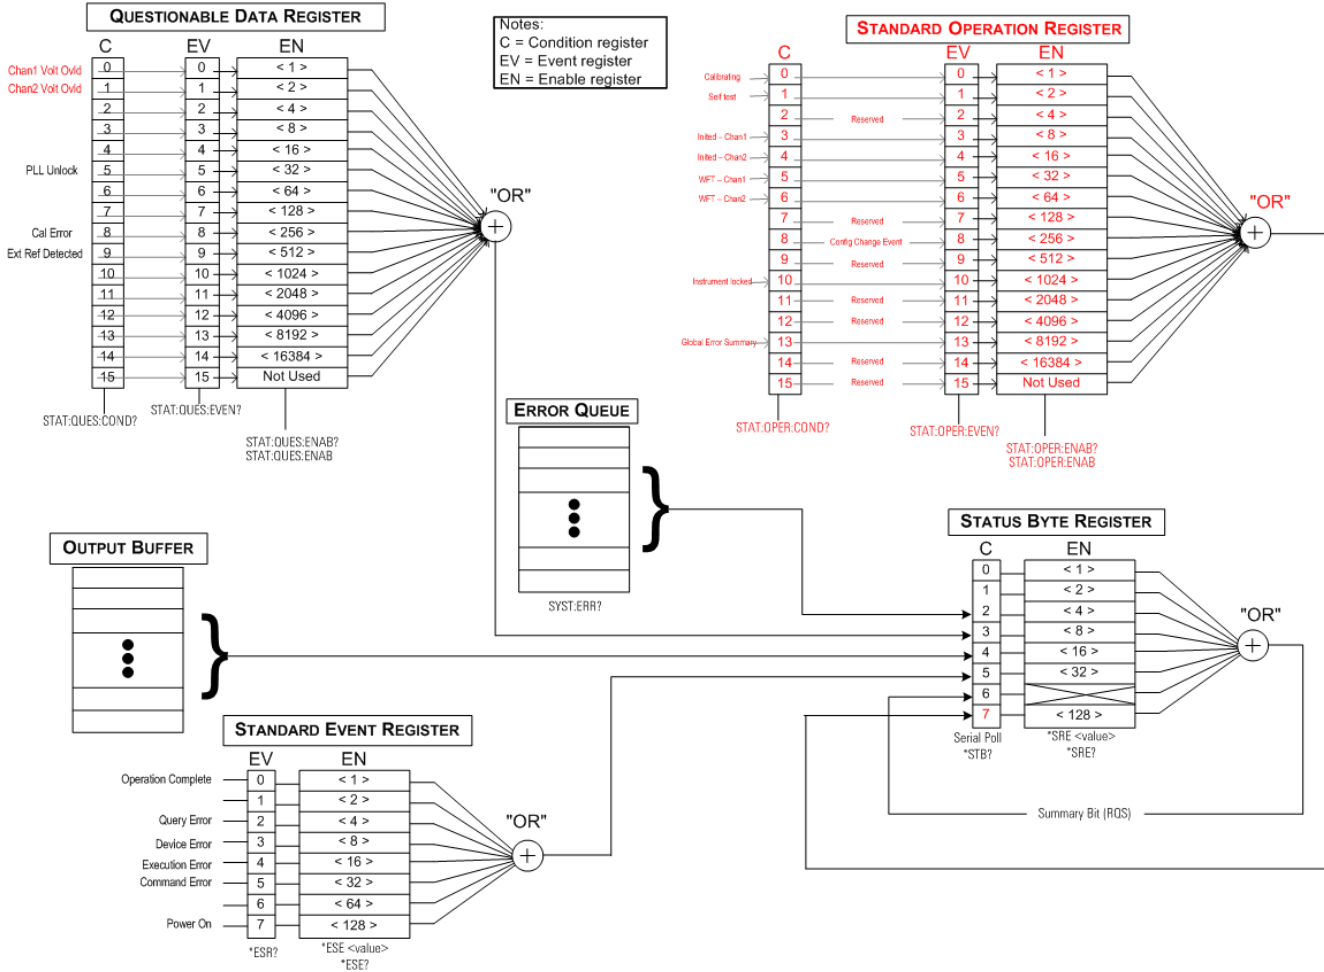 QUESTIONABLE DATA REGISTER
C EV EN
Chan1 Volt Ovld 0 0 < 1 >
Chan2 Volt Ovld 1 1 < 2 >
2 2 < 4 >
3 3 < 8 >
4 4 < 16 >
PLL Unlock 5 5 < 32 >
6 6 < 64 >
7 7 < 128 >
Cal Error 8 8 < 256 >
Ext Ref Detected 9 9 < 512 >
10 10 < 1024 >
11 11 < 2048 >
12 12 < 4096 >
13 13 < 8192 >
14 14 < 16384 >
15 15 Not Used
"OR"
+
STAT:QUES:COND?
STAT:QUES:EVEN?
STAT:QUES:ENAB?
STAT:QUES:ENAB
Notes:
C = Condition register
EV = Event register
EN = Enable register
STANDARD OPERATION REGISTER
C EV EN
Calibrating 0 0 < 1 >
Self test 1 1 < 2 >
2 Reserved 2 < 4 >
Inited – Chan1 3 3 < 8 >
Inited – Chan2 4 4 < 16 >
WFT – Chan1 5 5 < 32 >
WFT – Chan2 6 6 < 64 >
7 Reserved 7 < 128 >
8 Config Change Event 8 < 256 >
9 Reserved 9 < 512 >
Instrument locked 10 10 < 1024 >
11 Reserved 11 < 2048 >
12 Reserved 12 < 4096 >
Global Error Summary 13 13 < 8192 >
14 Reserved 14 < 16384 >
15 Reserved 15 Not Used
"OR"
+
STAT:OPER:COND?
STAT:OPER:EVEN?
STAT:OPER:ENAB?
STAT:OPER:ENAB
ERROR QUEUE
SYST:ERR?
OUTPUT BUFFER
STATUS BYTE REGISTER
C EN
0 < 1 >
1 < 2 >
2 < 4 >
3 < 8 >
4 < 16 >
5 < 32 >
6
7 < 128 >
"OR"
+
Serial Poll
*STB?
*SRE <value>
*SRE?
Summary Bit (RQS)
STANDARD EVENT REGISTER
EV EN
Operation Complete 0 < 1 >
1 < 2 >
Query Error 2 < 4 >
Device Error 3 < 8 >
Execution Error 4 < 16 >
Command Error 5 < 32 >
6 < 64 >
Power On 7 < 128 >
"OR"
+
*ESR?
*ESE <value>
*ESE?